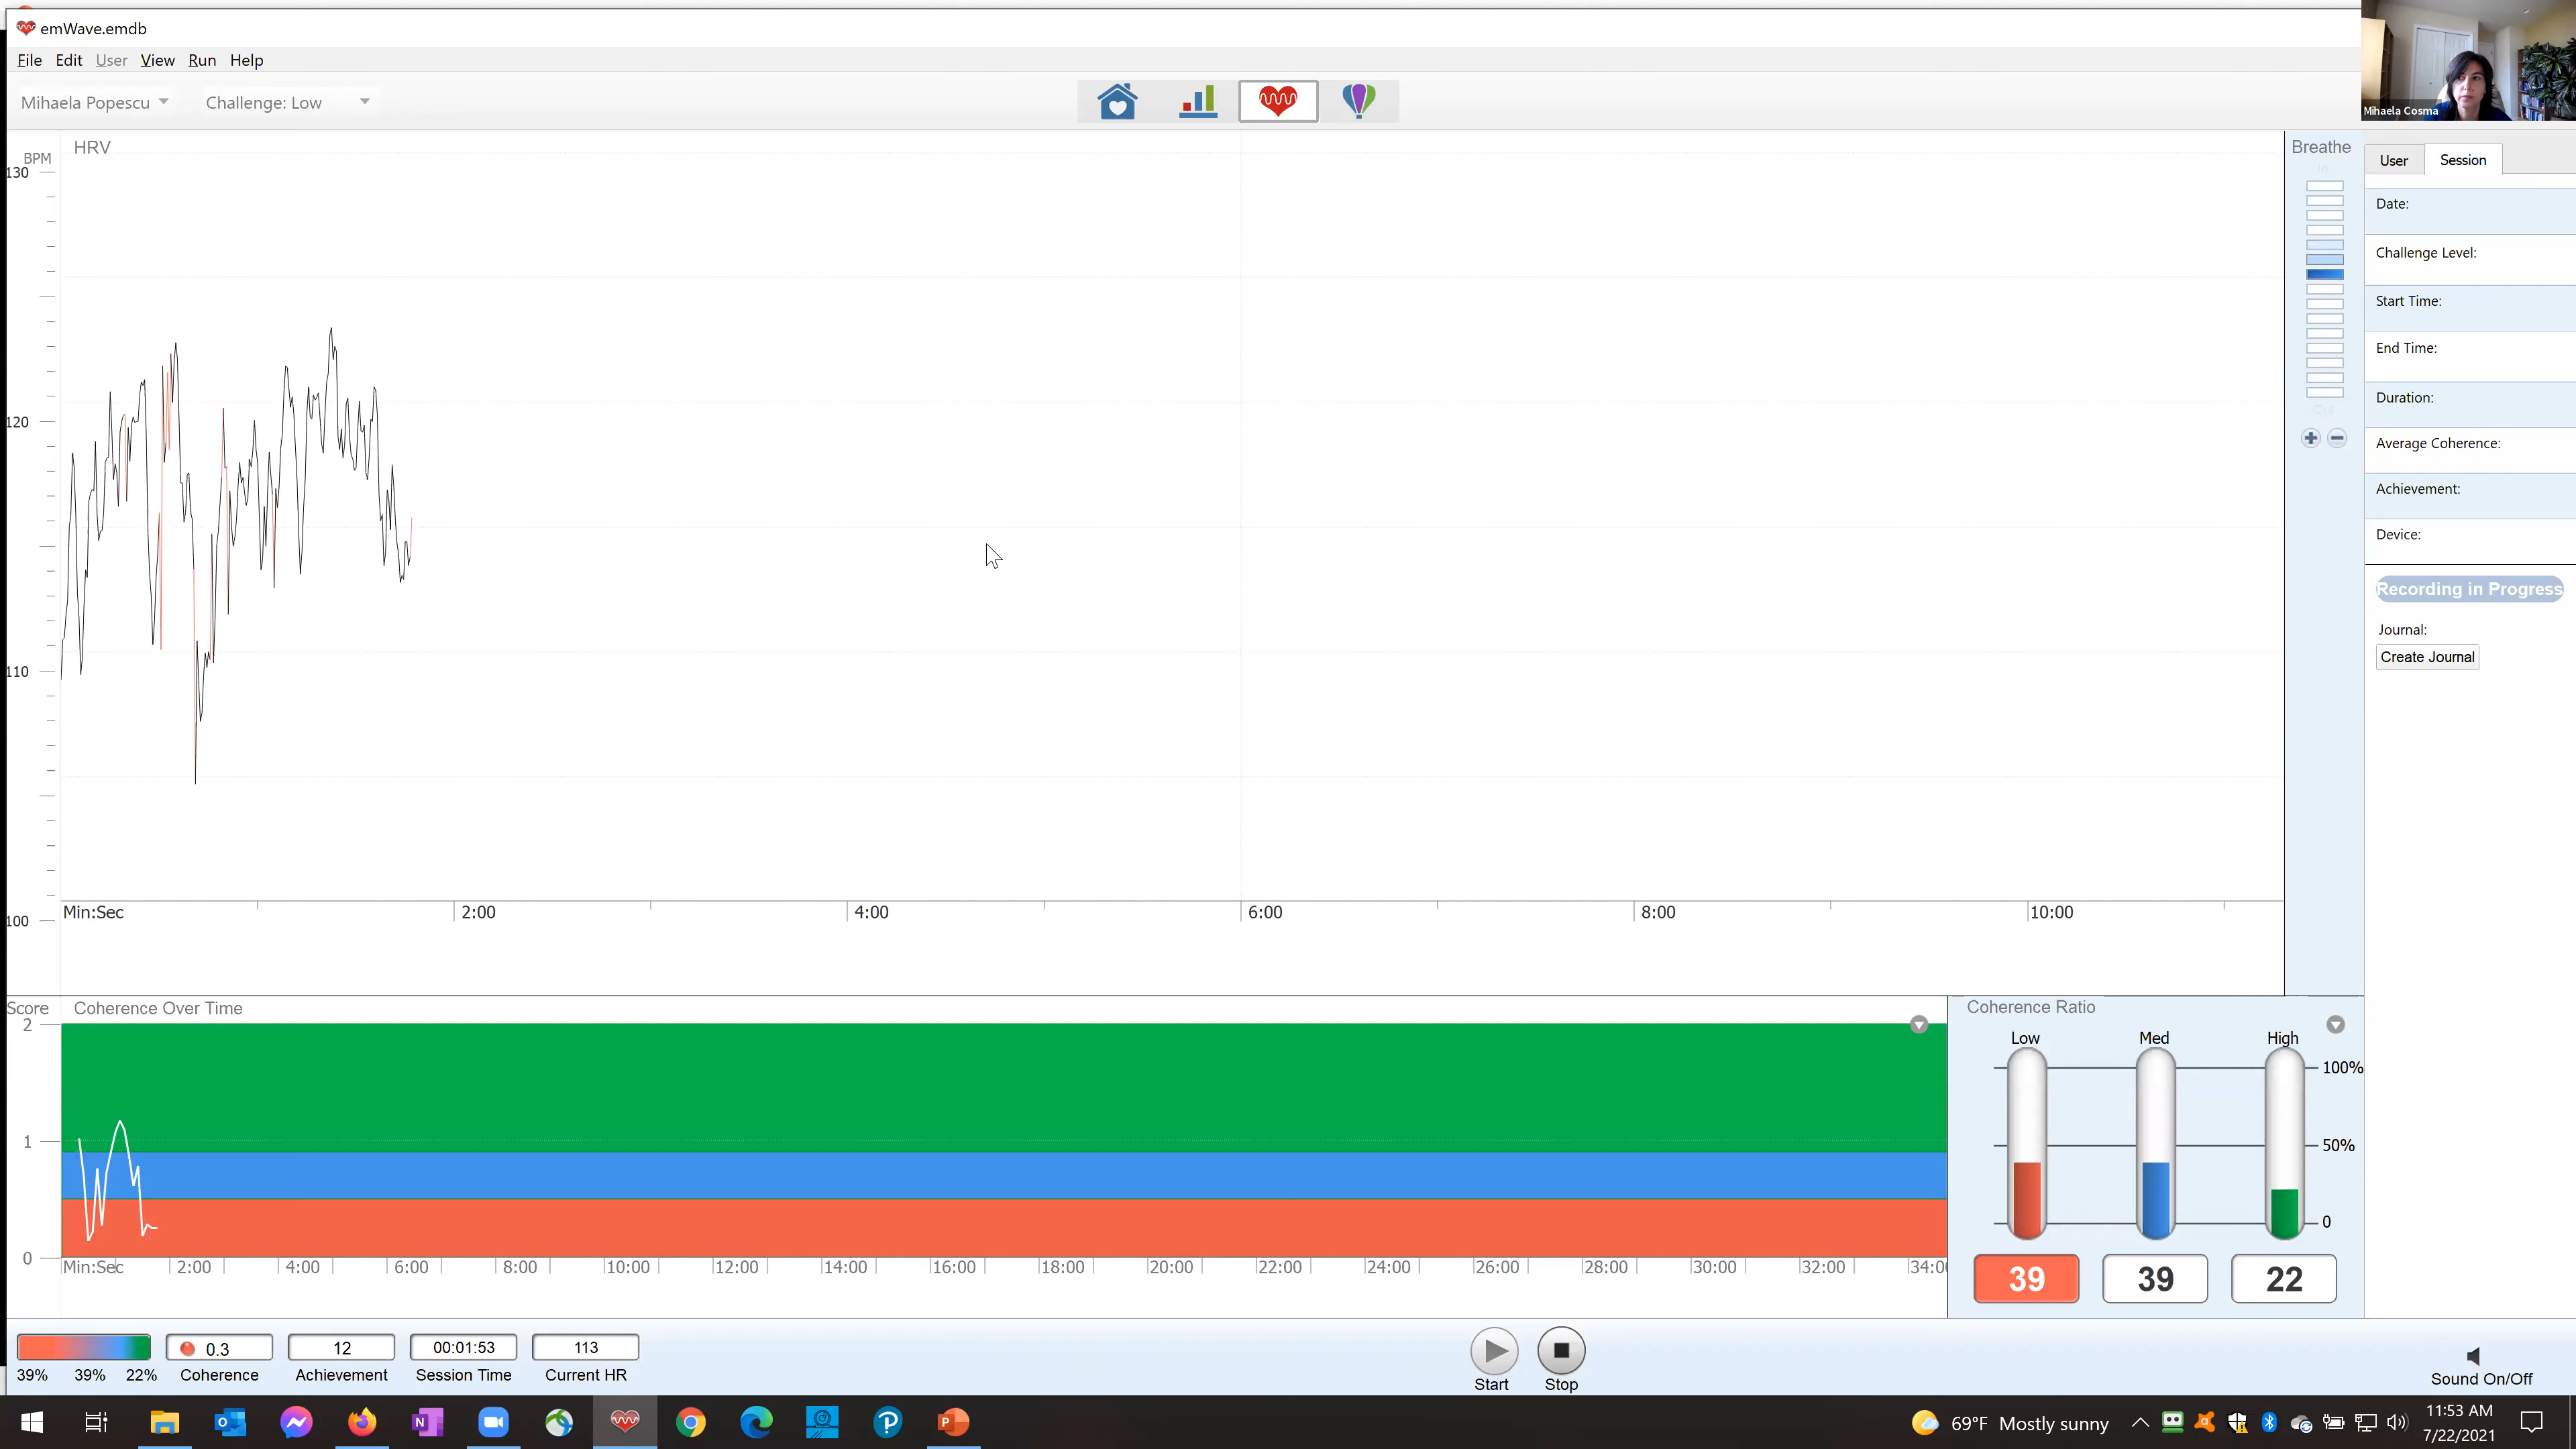 emWave.emdb
File Edit User View Run Help
Mihaela Popescu
Challenge: Low
Mihaela Cosma
HRV
BPM
130
120
110
100
Min:Sec 2:00 4:00 6:00 8:00 10:00
Breathe
In
Out
User Session
Date:
Challenge Level:
Start Time:
End Time:
Duration:
Average Coherence:
Achievement:
Device:
Recording in Progress
Journal:
Create Journal
Score
Coherence Over Time
2
1
0
Min:Sec 2:00 4:00 6:00 8:00 10:00 12:00 14:00 16:00 18:00 20:00 22:00 24:00 26:00 28:00 30:00 32:00 34:0
Coherence Ratio
Low Med High
100%
50%
0
39 39 22
39% 39% 22%
0.3
Coherence
12
Achievement
00:01:53
Session Time
113
Current HR
Start
Stop
Sound On/Off
69°F Mostly sunny
11:53 AM
7/22/2021